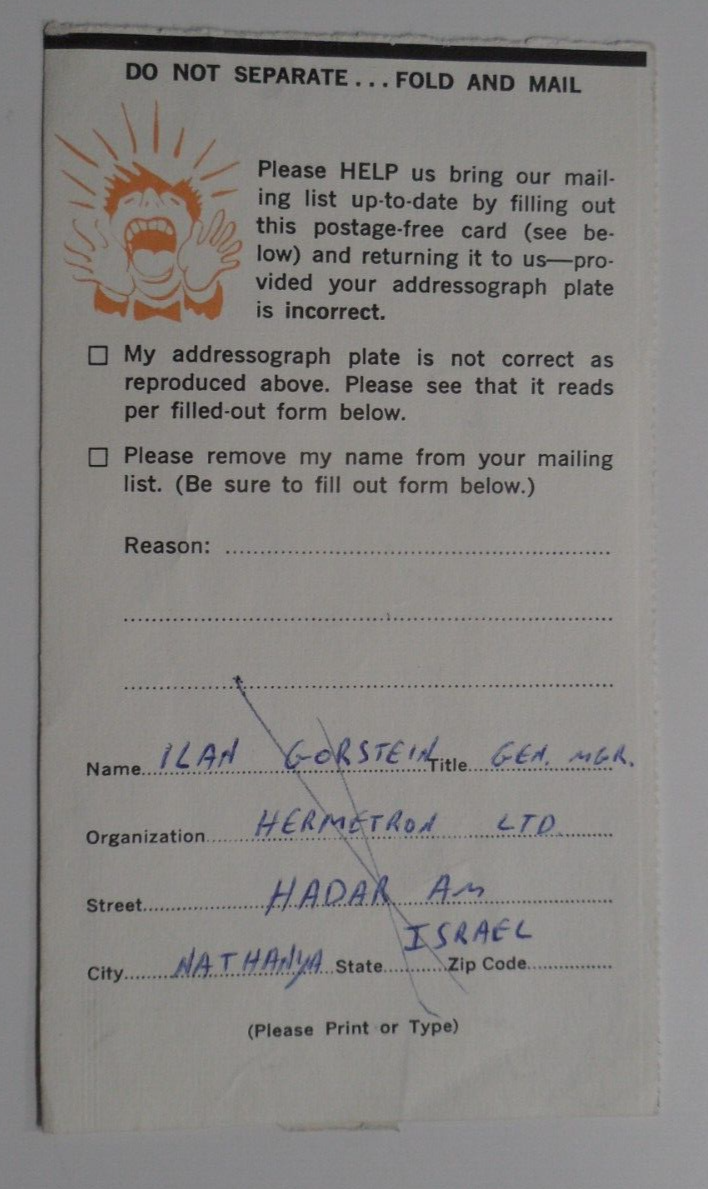 DO NOT SEPARATE...FOLD AND MAIL
Please HELP us bring our mail-
ing list up-to-date by filling out
this postage-free card (see be-
low) and returning it to us—pro-
vided your addressograph plate
is incorrect.
☐ My addressograph plate is not correct as
reproduced above. Please see that it reads
per filled-out form below.
☐ Please remove my name from your mailing
list. (Be sure to fill out form below.)
Reason:
Name ILAN GORSTEIN Title GEN. MGR.
Organization HERMETRON LTD
Street HADAR Am
ISRAEL
City NATHANYA State Zip Code
(Please Print or Type)